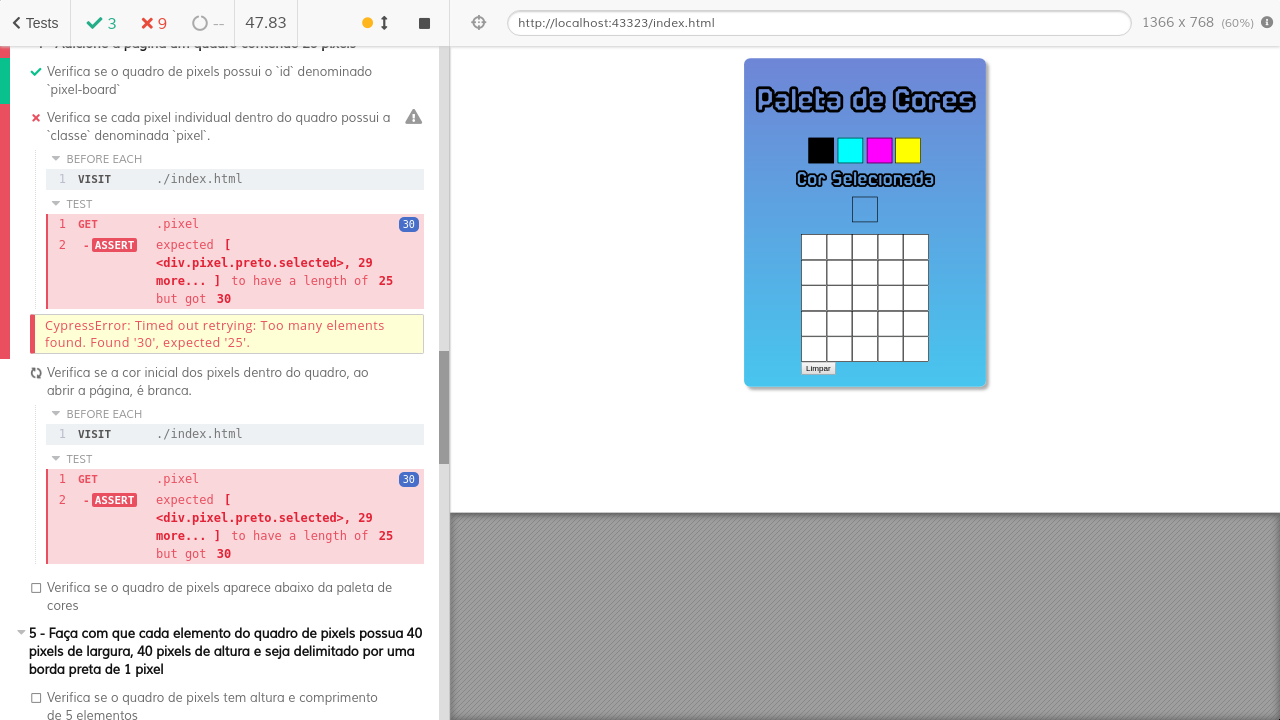 Tests
3
9
--
47.83
http://localhost:43323/index.html
1366 x 768 (60%)
4 - Adicione à página um quadro contendo 25 pixels
Verifica se o quadro de pixels possui o `id` denominado
`pixel-board`
Verifica se cada pixel individual dentro do quadro possui a
`classe` denominada `pixel`.
BEFORE EACH
1 VISIT ./index.html
TEST
1 GET .pixel 30
2 -ASSERT expected [
<div.pixel.preto.selected>, 29
more... ] to have a length of 25
but got 30
CypressError: Timed out retrying: Too many elements
found. Found '30', expected '25'.
Verifica se a cor inicial dos pixels dentro do quadro, ao
abrir a página, é branca.
BEFORE EACH
1 VISIT ./index.html
TEST
1 GET .pixel 30
2 -ASSERT expected [
<div.pixel.preto.selected>, 29
more... ] to have a length of 25
but got 30
Verifica se o quadro de pixels aparece abaixo da paleta de
cores
5 - Faça com que cada elemento do quadro de pixels possua 40
pixels de largura, 40 pixels de altura e seja delimitado por uma
borda preta de 1 pixel
Verifica se o quadro de pixels tem altura e comprimento
de 5 elementos
Paleta de Cores
Cor Selecionada
Limpar